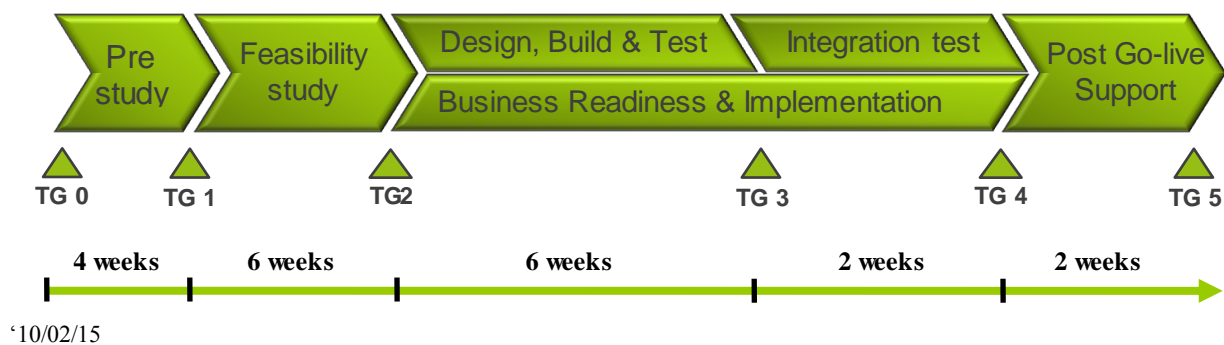 Pre
study
Feasibility
study
Design, Build & Test
Integration test
Business Readiness & Implementation
Post Go-live
Support
TG 0
TG 1
TG2
TG 3
TG 4
TG 5
4 weeks
6 weeks
6 weeks
2 weeks
2 weeks
‘10/02/15